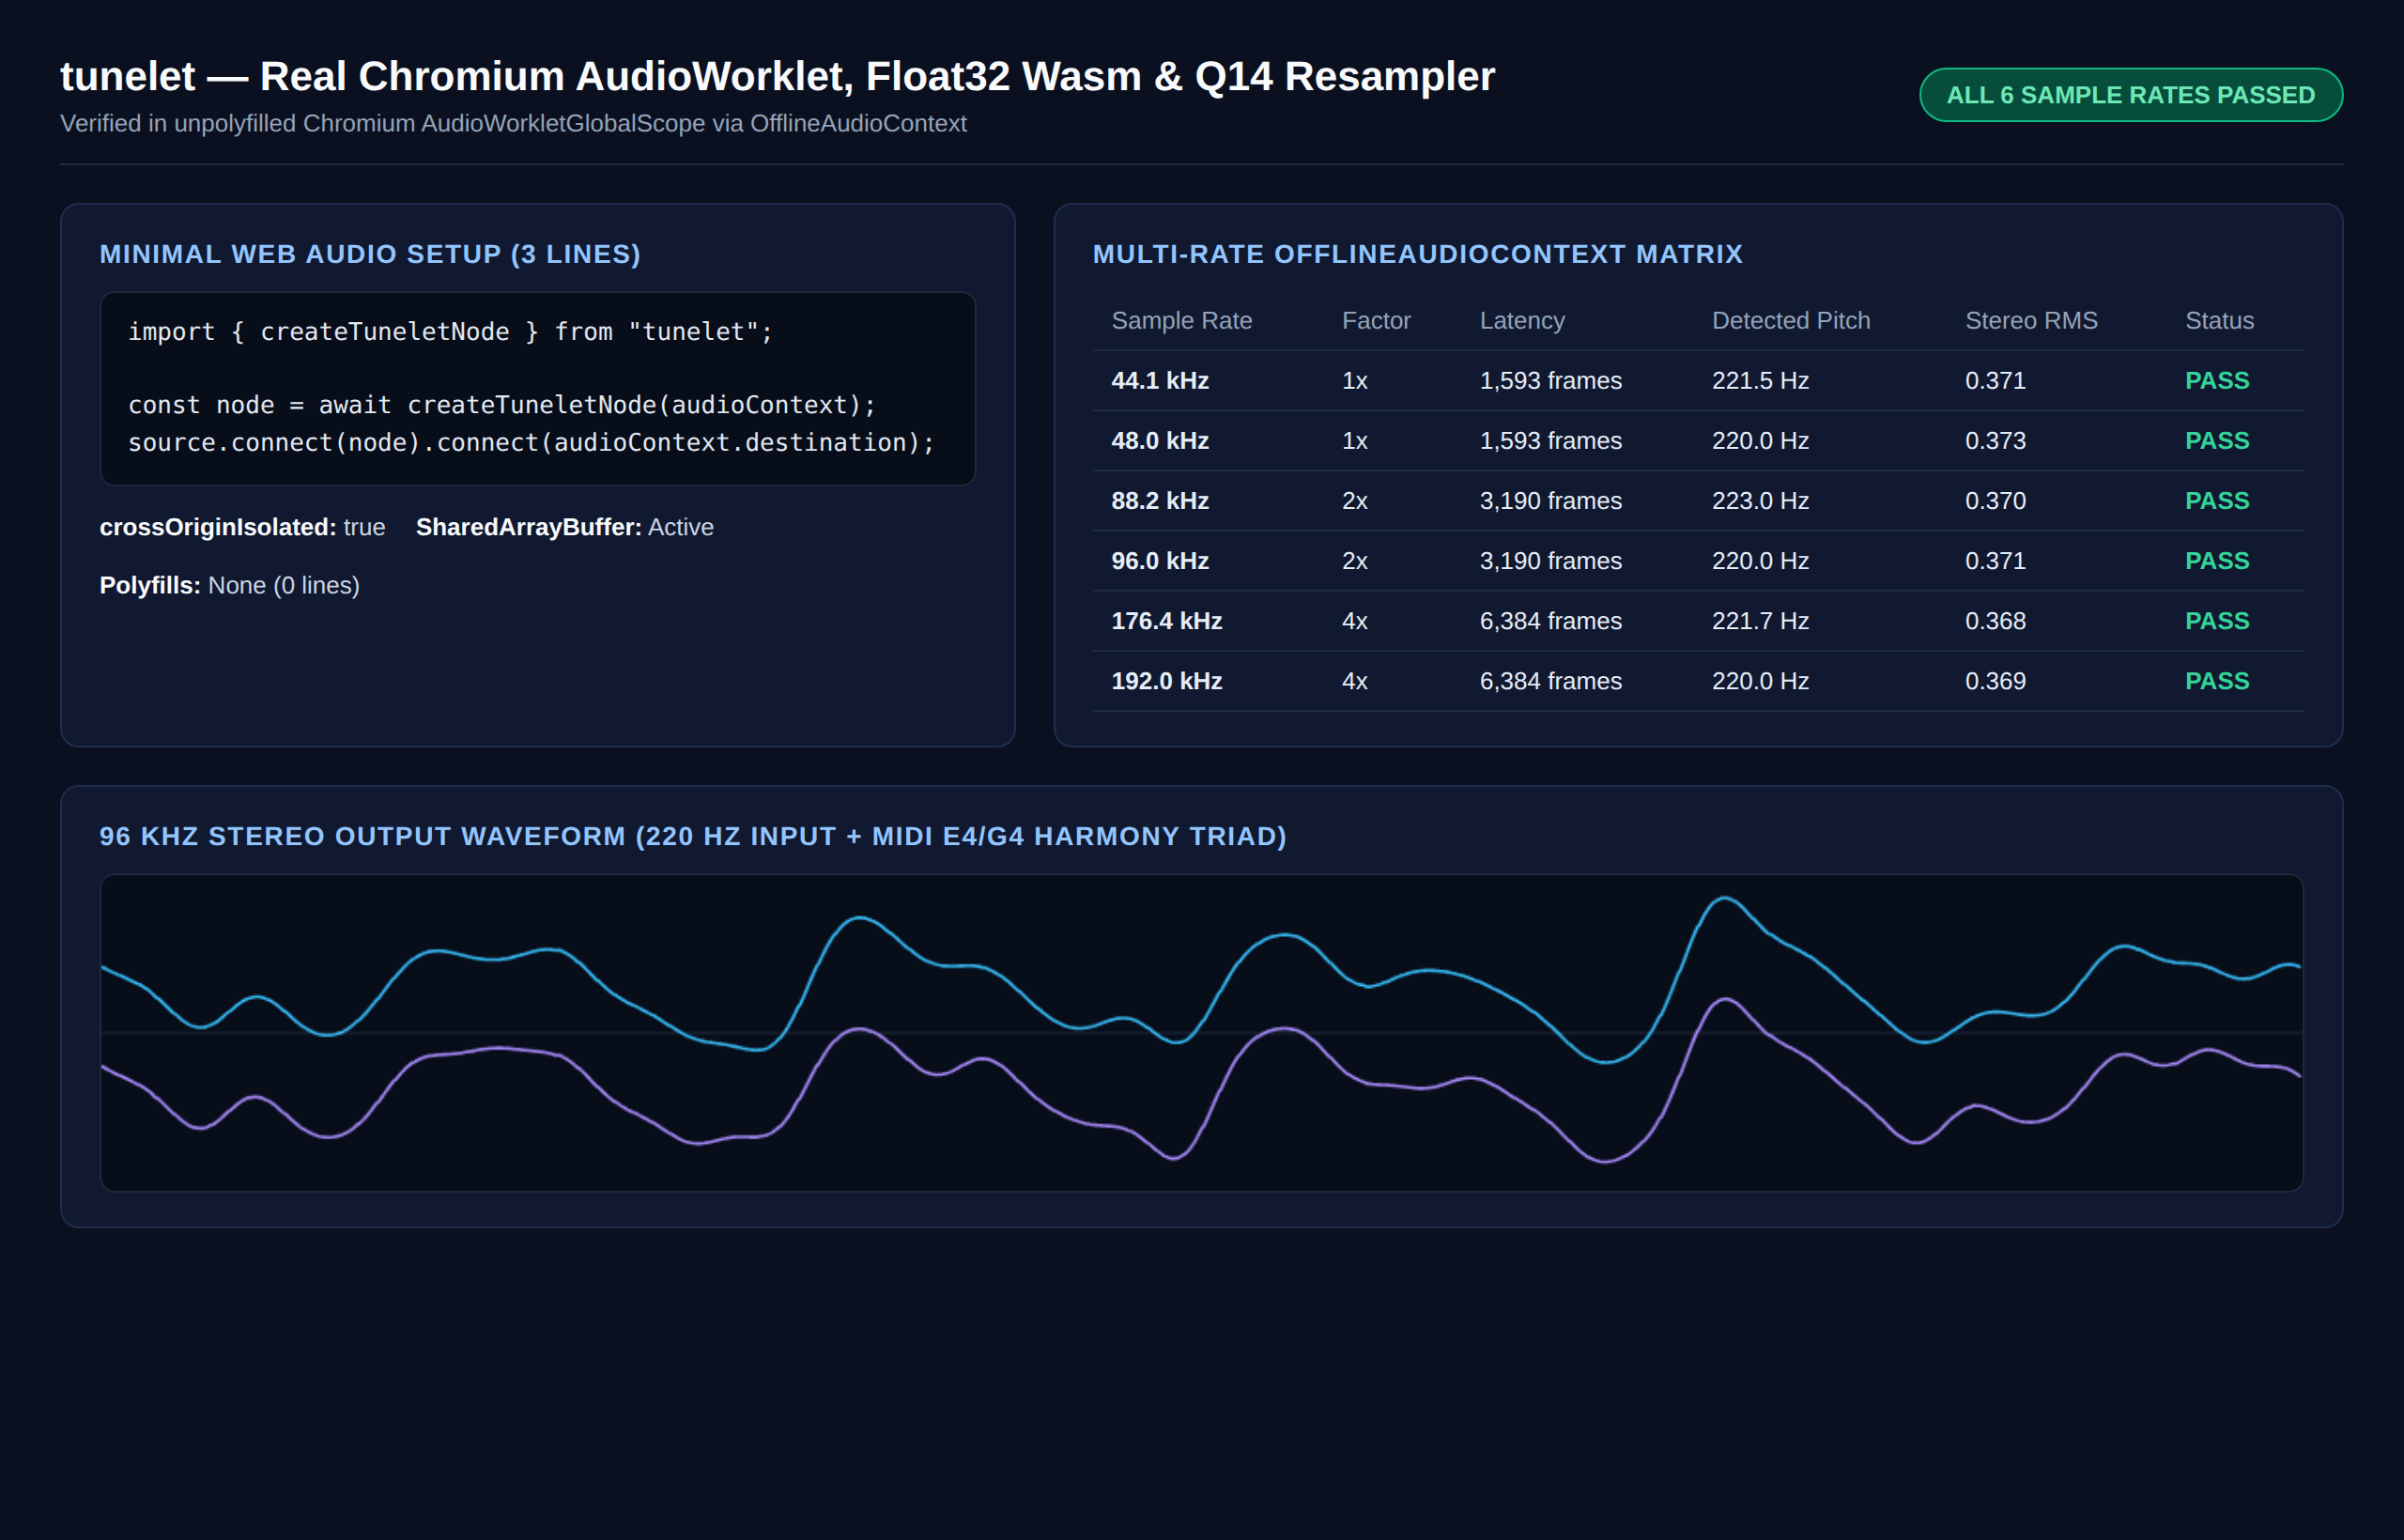 tunelet — Real Chromium AudioWorklet, Float32 Wasm & Q14 Resampler
Verified in unpolyfilled Chromium AudioWorkletGlobalScope via OfflineAudioContext
ALL 6 SAMPLE RATES PASSED
MINIMAL WEB AUDIO SETUP (3 LINES)
import { createTuneletNode } from "tunelet";
const node = await createTuneletNode(audioContext);
source.connect(node).connect(audioContext.destination);
crossOriginIsolated: true SharedArrayBuffer: Active
Polyfills: None (0 lines)
MULTI-RATE OFFLINEAUDIOCONTEXT MATRIX
Sample Rate Factor Latency Detected Pitch Stereo RMS Status
44.1 kHz 1x 1,593 frames 221.5 Hz 0.371 PASS
48.0 kHz 1x 1,593 frames 220.0 Hz 0.373 PASS
88.2 kHz 2x 3,190 frames 223.0 Hz 0.370 PASS
96.0 kHz 2x 3,190 frames 220.0 Hz 0.371 PASS
176.4 kHz 4x 6,384 frames 221.7 Hz 0.368 PASS
192.0 kHz 4x 6,384 frames 220.0 Hz 0.369 PASS
96 KHZ STEREO OUTPUT WAVEFORM (220 HZ INPUT + MIDI E4/G4 HARMONY TRIAD)